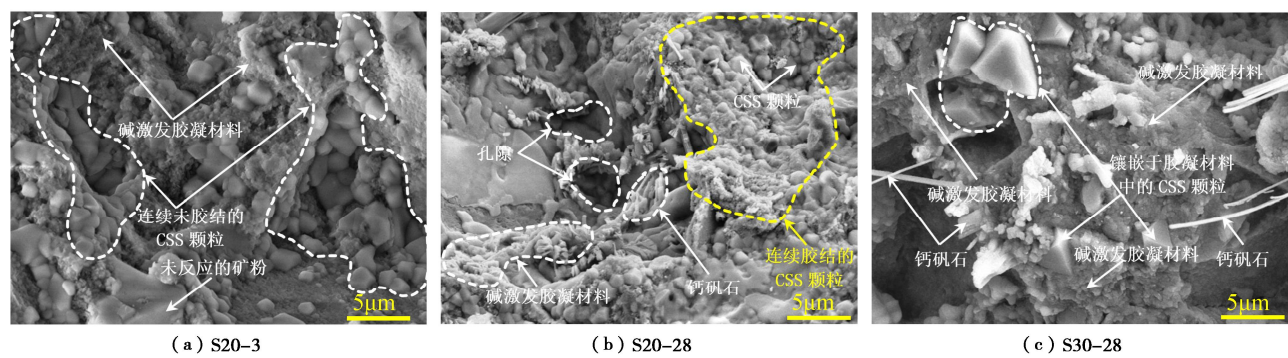 碱激发胶凝材料
连续未胶结的
CSS 颗粒
未反应的矿粉
5μm
(a) S20-3
CSS 颗粒
孔隙
连续胶结的
CSS 颗粒
钙矾石
碱激发胶凝材料
5μm
(b) S20-28
碱激发胶凝材料
镶嵌于胶凝材料
中的 CSS 颗粒
碱激发胶凝材料
钙矾石
碱激发胶凝材料
钙矾石
5μm
(c) S30-28